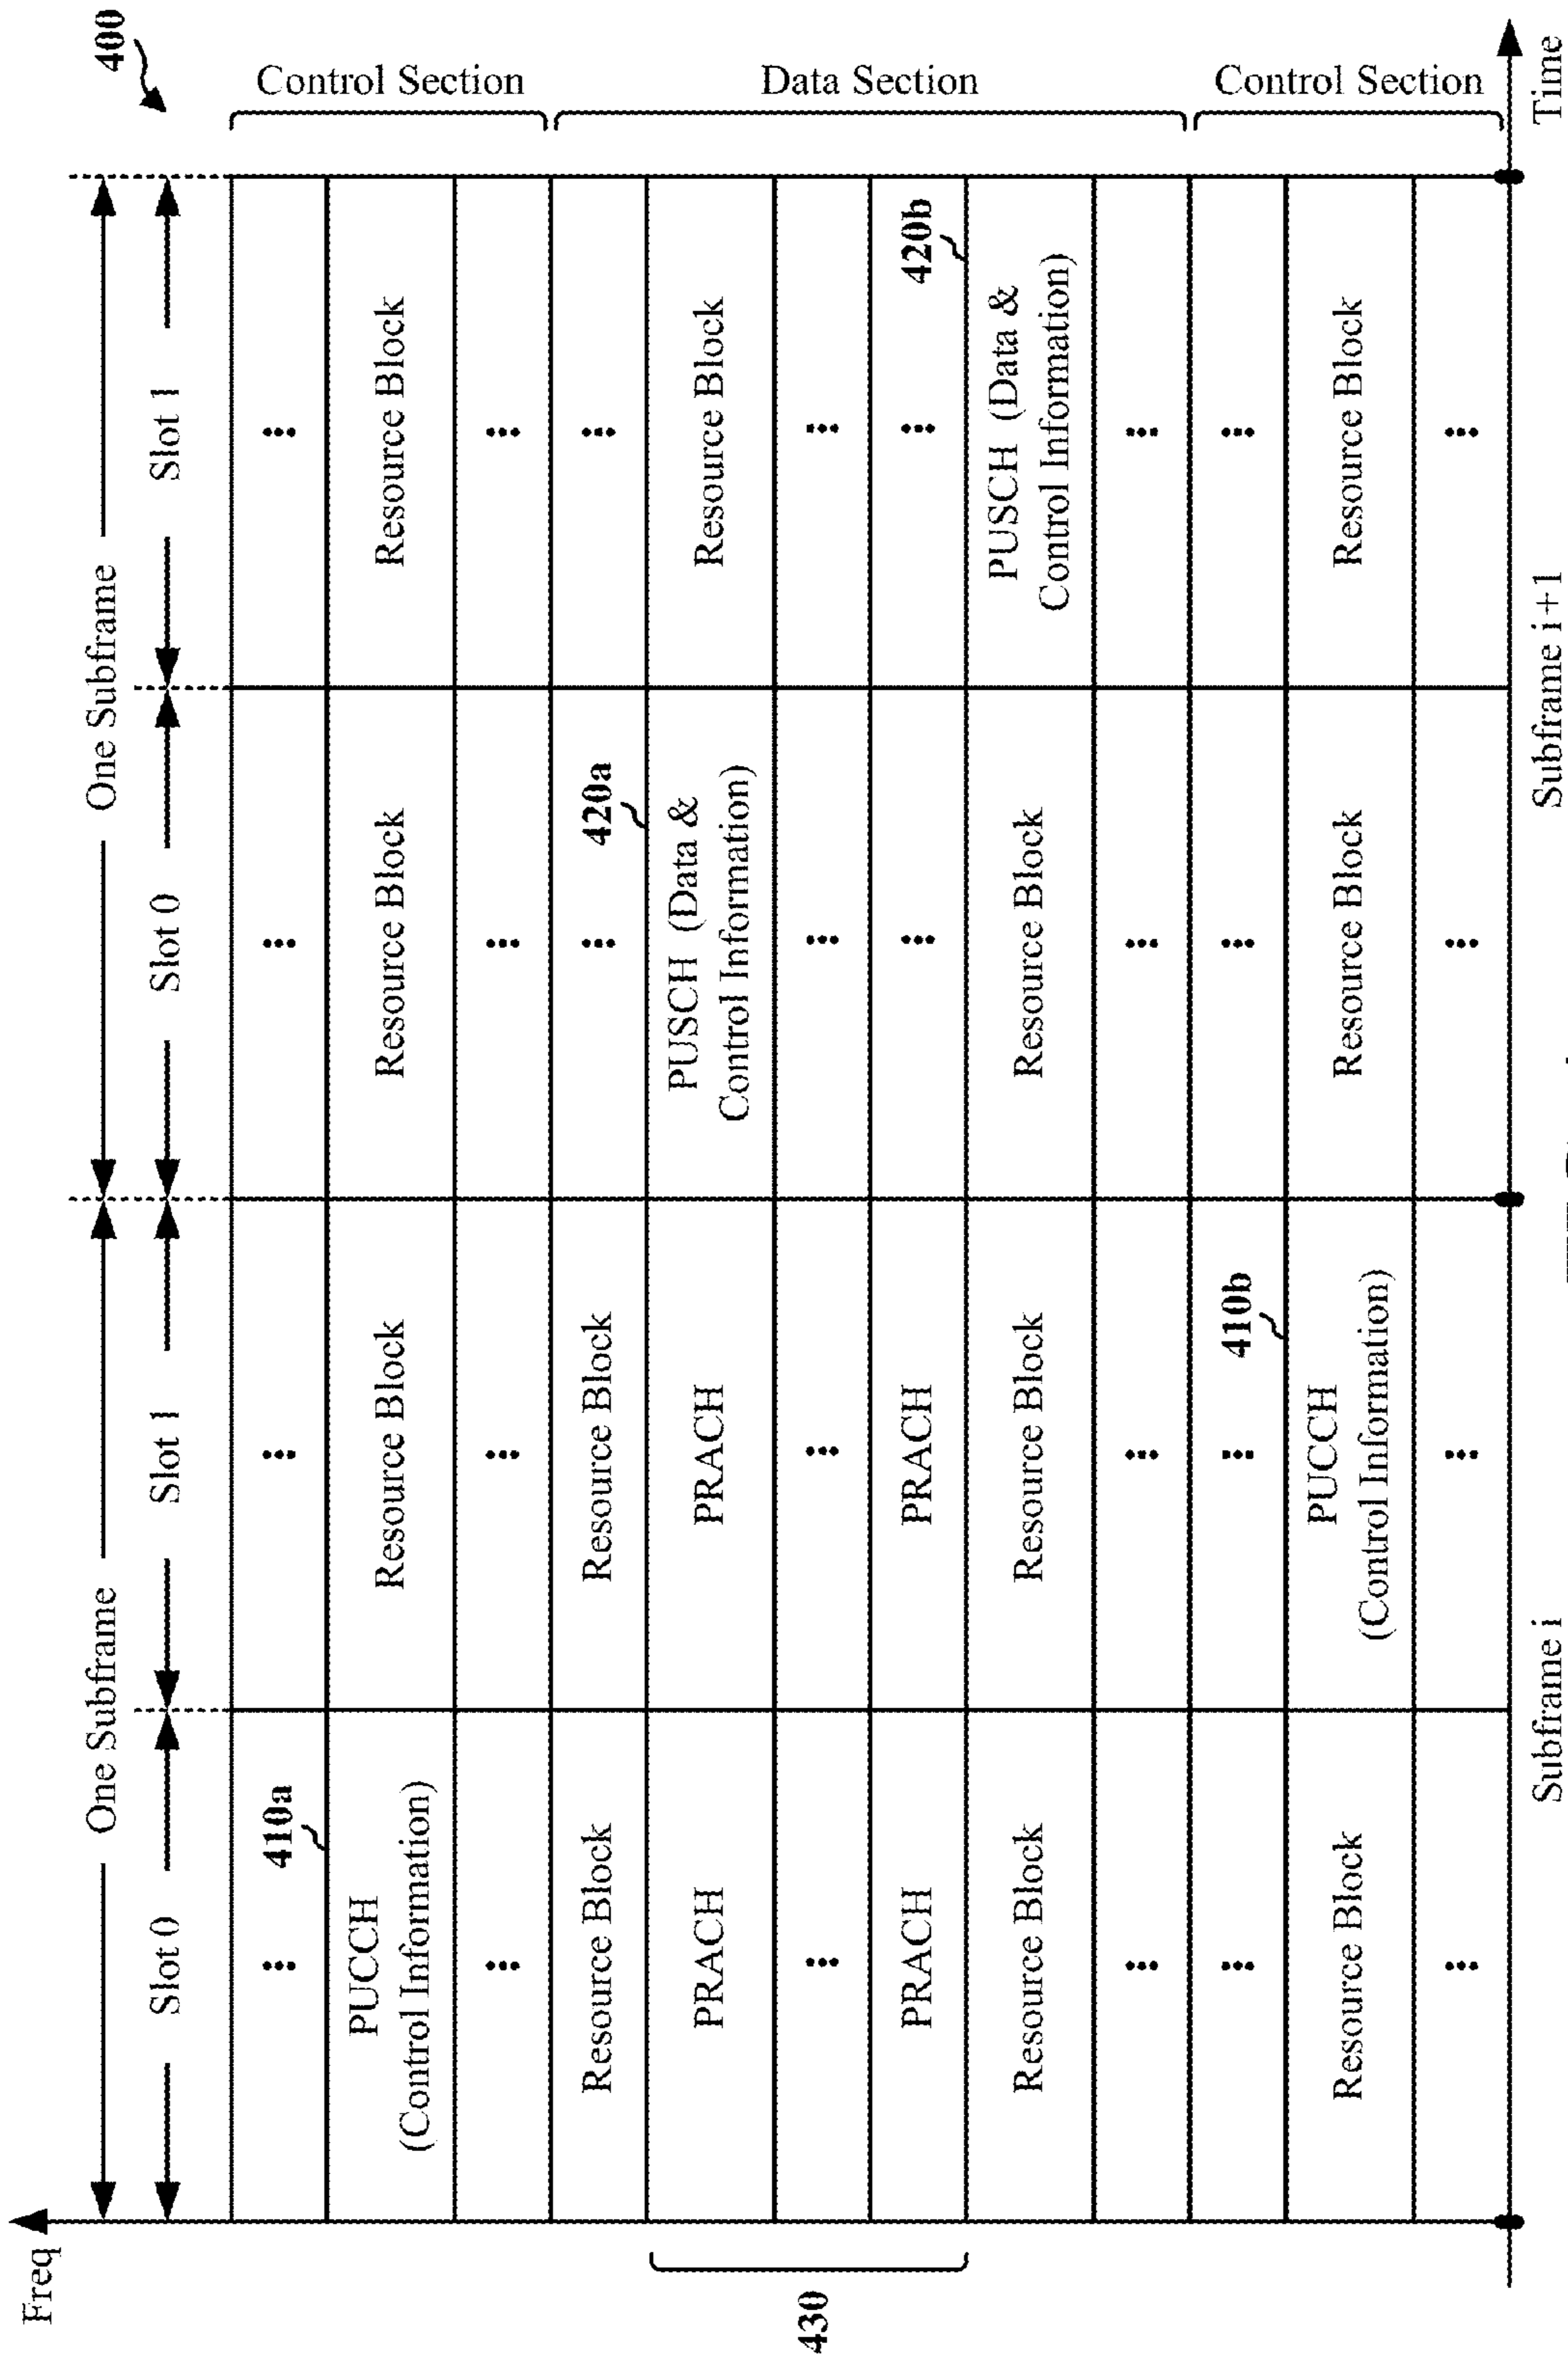 400
Freq
One Subframe
One Subframe
Slot 0
Slot 1
Slot 0
Slot 1
410a
PUCCH
(Control Information)
Resource Block
Resource Block
Resource Block
Control Section
Resource Block
Resource Block
420a
430
PRACH
PRACH
PUSCH (Data &
Control Information)
Resource Block
Data Section
PRACH
PRACH
420b
Resource Block
Resource Block
Resource Block
PUSCH (Data &
Control Information)
410b
Resource Block
PUCCH
(Control Information)
Resource Block
Resource Block
Control Section
Subframe i
Subframe i+1
Time